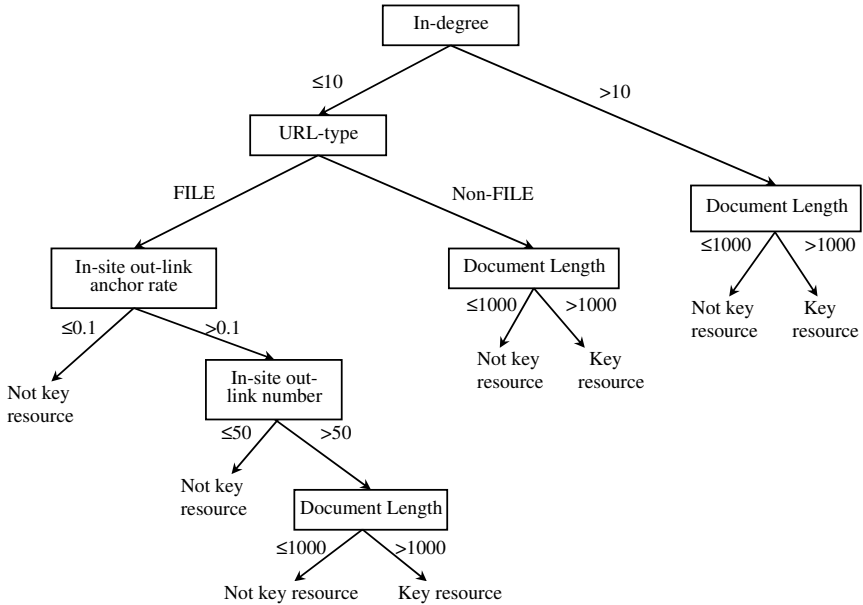 In-degree
≤10
>10
URL-type
FILE
Non-FILE
Document Length
≤1000
>1000
Not key
resource
Key
resource
In-site out-link
anchor rate
Document Length
≤0.1
>0.1
≤1000
>1000
Not key
resource
In-site out-
link number
Not key
resource
Key
resource
≤50
>50
Not key
resource
Document Length
≤1000
>1000
Not key resource
Key resource